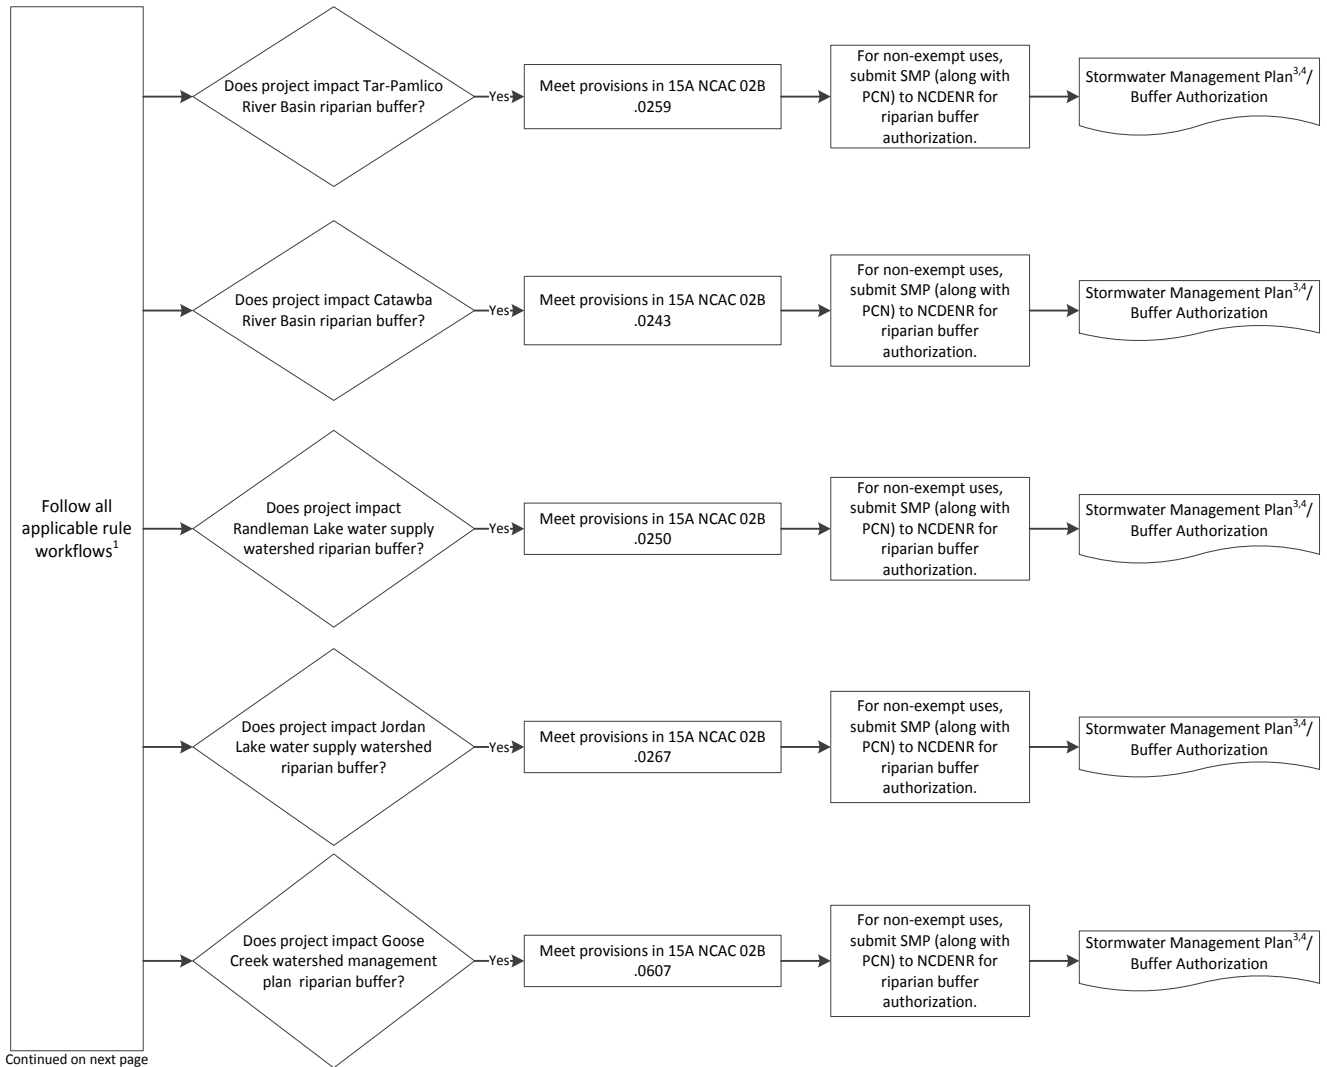 Follow all
applicable rule
workflows1
Does project impact Tar-Pamlico
River Basin riparian buffer?
Yes
Meet provisions in 15A NCAC 02B
.0259
For non-exempt uses,
submit SMP (along with
PCN) to NCDENR for
riparian buffer
authorization.
Stormwater Management Plan3,4/
Buffer Authorization
Does project impact Catawba
River Basin riparian buffer?
Yes
Meet provisions in 15A NCAC 02B
.0243
For non-exempt uses,
submit SMP (along with
PCN) to NCDENR for
riparian buffer
authorization.
Stormwater Management Plan3,4/
Buffer Authorization
Does project impact
Randleman Lake water supply
watershed riparian buffer?
Yes
Meet provisions in 15A NCAC 02B
.0250
For non-exempt uses,
submit SMP (along with
PCN) to NCDENR for
riparian buffer
authorization.
Stormwater Management Plan3,4/
Buffer Authorization
Does project impact Jordan
Lake water supply watershed
riparian buffer?
Yes
Meet provisions in 15A NCAC 02B
.0267
For non-exempt uses,
submit SMP (along with
PCN) to NCDENR for
riparian buffer
authorization.
Stormwater Management Plan3,4/
Buffer Authorization
Does project impact Goose
Creek watershed management
plan riparian buffer?
Yes
Meet provisions in 15A NCAC 02B
.0607
For non-exempt uses,
submit SMP (along with
PCN) to NCDENR for
riparian buffer
authorization.
Stormwater Management Plan3,4/
Buffer Authorization
Continued on next page